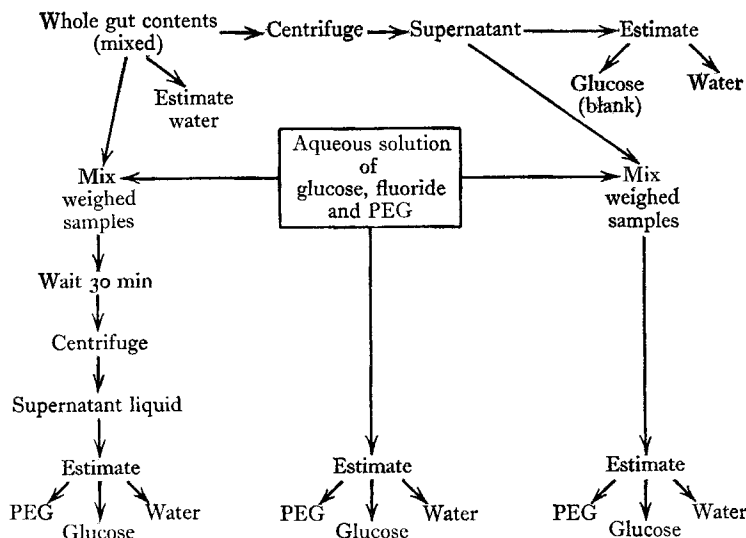 Whole gut contents
(mixed)
Centrifuge
Supernatant
Estimate
Glucose
(blank)
Water
Estimate
water
Aqueous solution
of
glucose, fluoride
and PEG
Mix
weighed
samples
Mix
weighed
samples
Wait 30 min
Centrifuge
Supernatant liquid
Estimate
PEG
Glucose
Water
Estimate
PEG
Glucose
Water
Estimate
PEG
Glucose
Water